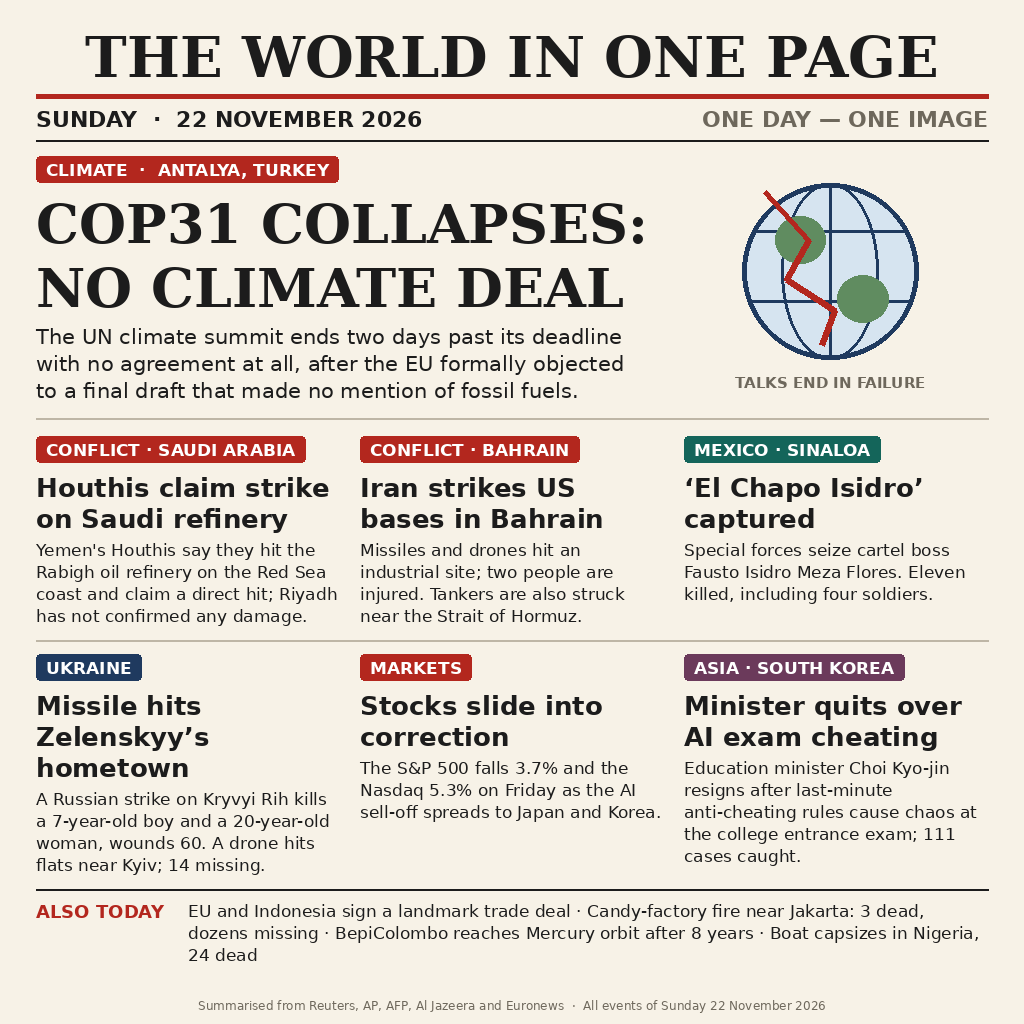 THE WORLD IN ONE PAGE
SUNDAY · 22 NOVEMBER 2026
ONE DAY — ONE IMAGE
CLIMATE · ANTALYA, TURKEY
COP31 COLLAPSES:
NO CLIMATE DEAL
The UN climate summit ends two days past its deadline
with no agreement at all, after the EU formally objected
to a final draft that made no mention of fossil fuels.
TALKS END IN FAILURE
CONFLICT · SAUDI ARABIA
Houthis claim strike
on Saudi refinery
Yemen's Houthis say they hit the
Rabigh oil refinery on the Red Sea
coast and claim a direct hit; Riyadh
has not confirmed any damage.
CONFLICT · BAHRAIN
Iran strikes US
bases in Bahrain
Missiles and drones hit an
industrial site; two people are
injured. Tankers are also struck
near the Strait of Hormuz.
MEXICO · SINALOA
‘El Chapo Isidro’
captured
Special forces seize cartel boss
Fausto Isidro Meza Flores. Eleven
killed, including four soldiers.
UKRAINE
Missile hits
Zelenskyy’s
hometown
A Russian strike on Kryvyi Rih kills
a 7-year-old boy and a 20-year-old
woman, wounds 60. A drone hits
flats near Kyiv; 14 missing.
MARKETS
Stocks slide into
correction
The S&P 500 falls 3.7% and the
Nasdaq 5.3% on Friday as the AI
sell-off spreads to Japan and Korea.
ASIA · SOUTH KOREA
Minister quits over
AI exam cheating
Education minister Choi Kyo-jin
resigns after last-minute
anti-cheating rules cause chaos at
the college entrance exam; 111
cases caught.
ALSO TODAY
EU and Indonesia sign a landmark trade deal · Candy-factory fire near Jakarta: 3 dead,
dozens missing · BepiColombo reaches Mercury orbit after 8 years · Boat capsizes in Nigeria,
24 dead
Summarised from Reuters, AP, AFP, Al Jazeera and Euronews · All events of Sunday 22 November 2026